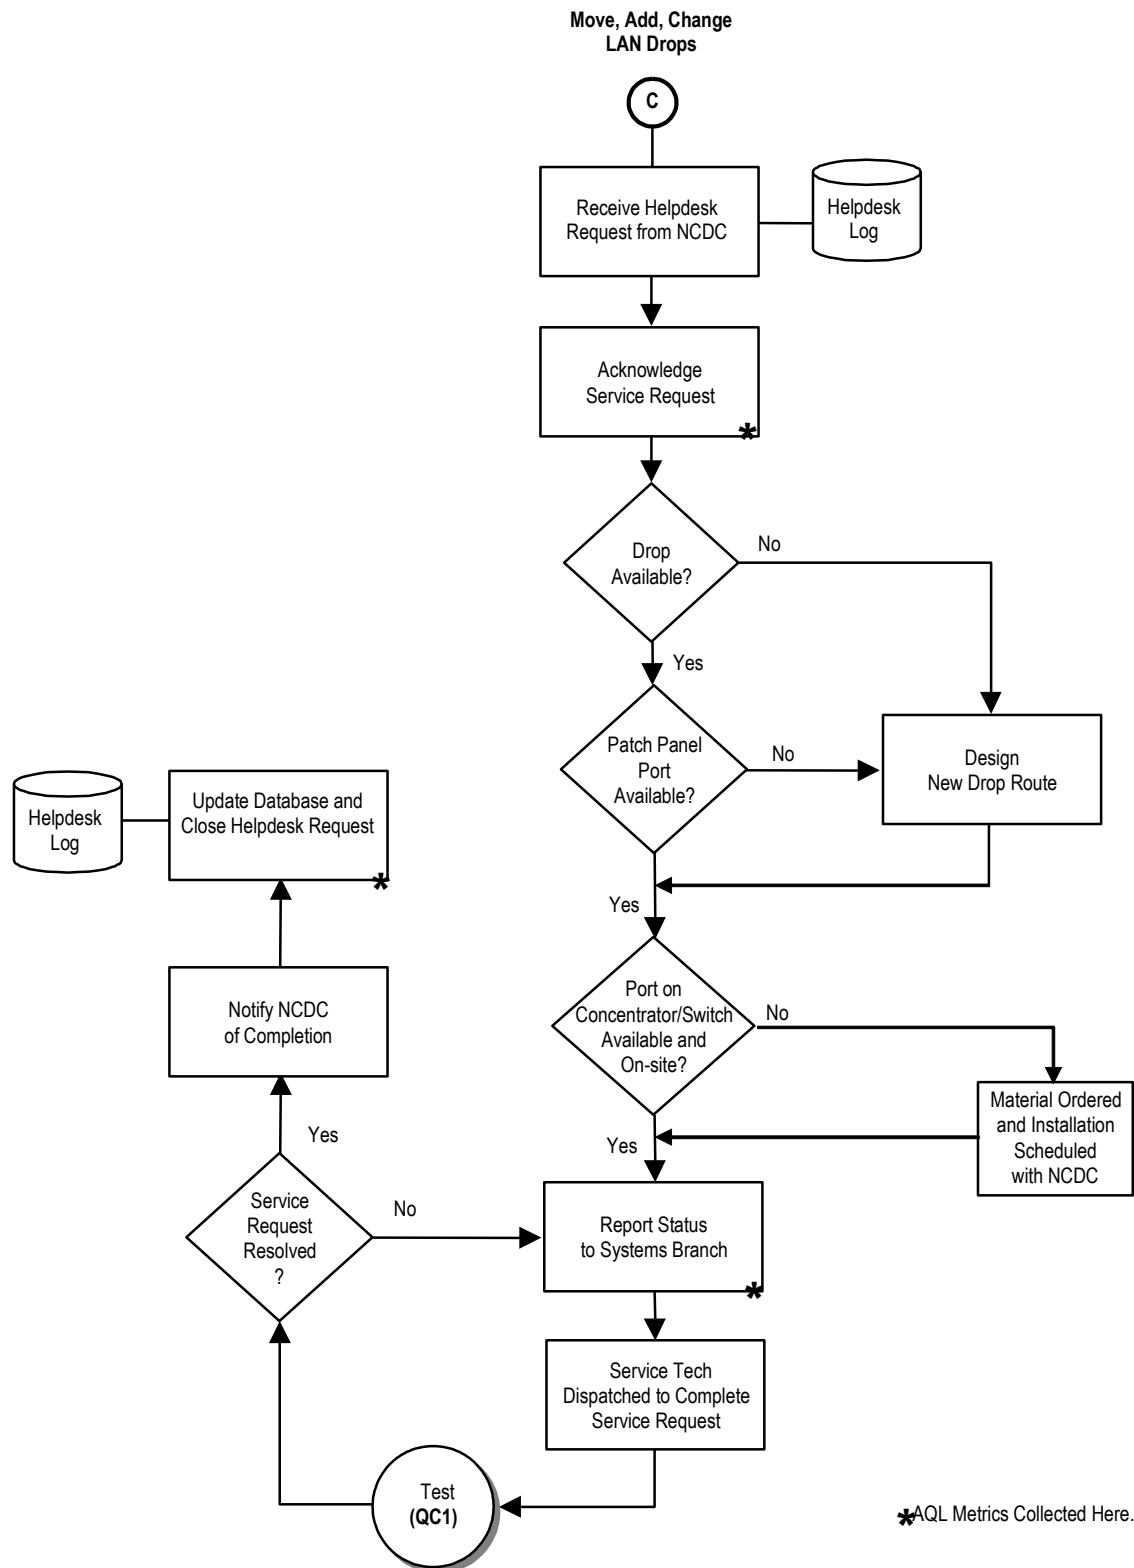 Move, Add, Change
LAN Drops
C
Receive Helpdesk
Request from NCDC
Helpdesk
Log
Acknowledge
Service Request
*
Drop
Available?
No
Yes
Patch Panel
Port
Available?
No
Design
New Drop Route
Helpdesk
Log
Update Database and
Close Helpdesk Request
*
Yes
Notify NCDC
of Completion
Port on
Concentrator/Switch
Available and
On-site?
No
Material Ordered
and Installation
Scheduled
with NCDC
Yes
Yes
Service
Request
Resolved
?
No
Report Status
to Systems Branch
*
Service Tech
Dispatched to Complete
Service Request
Test
(QC1)
*AQL Metrics Collected Here.